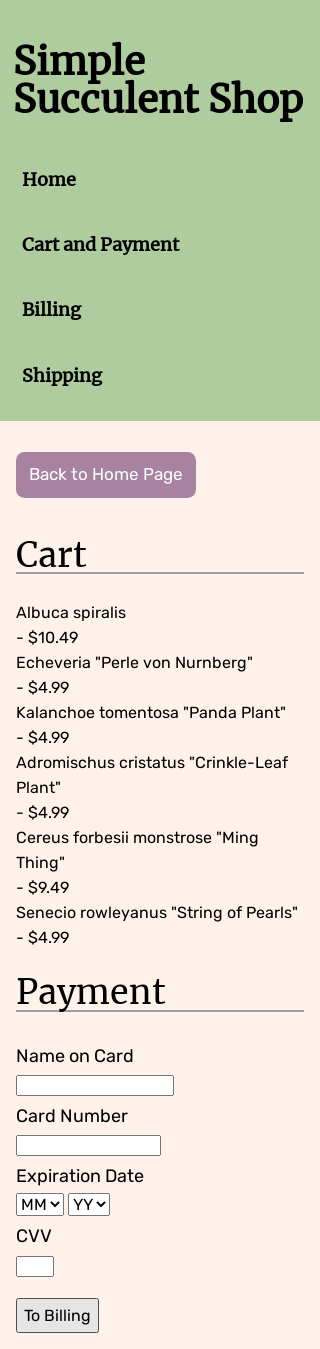 Simple
Succulent Shop
Home
Cart and Payment
Billing
Shipping
Back to Home Page
Cart
Albuca spiralis
- $10.49
Echeveria "Perle von Nurnberg"
- $4.99
Kalanchoe tomentosa "Panda Plant"
- $4.99
Adromischus cristatus "Crinkle-Leaf
Plant"
- $4.99
Cereus forbesii monstrose "Ming
Thing"
- $9.49
Senecio rowleyanus "String of Pearls"
- $4.99
Payment
Name on Card
Card Number
Expiration Date
MM YY
CVV
To Billing